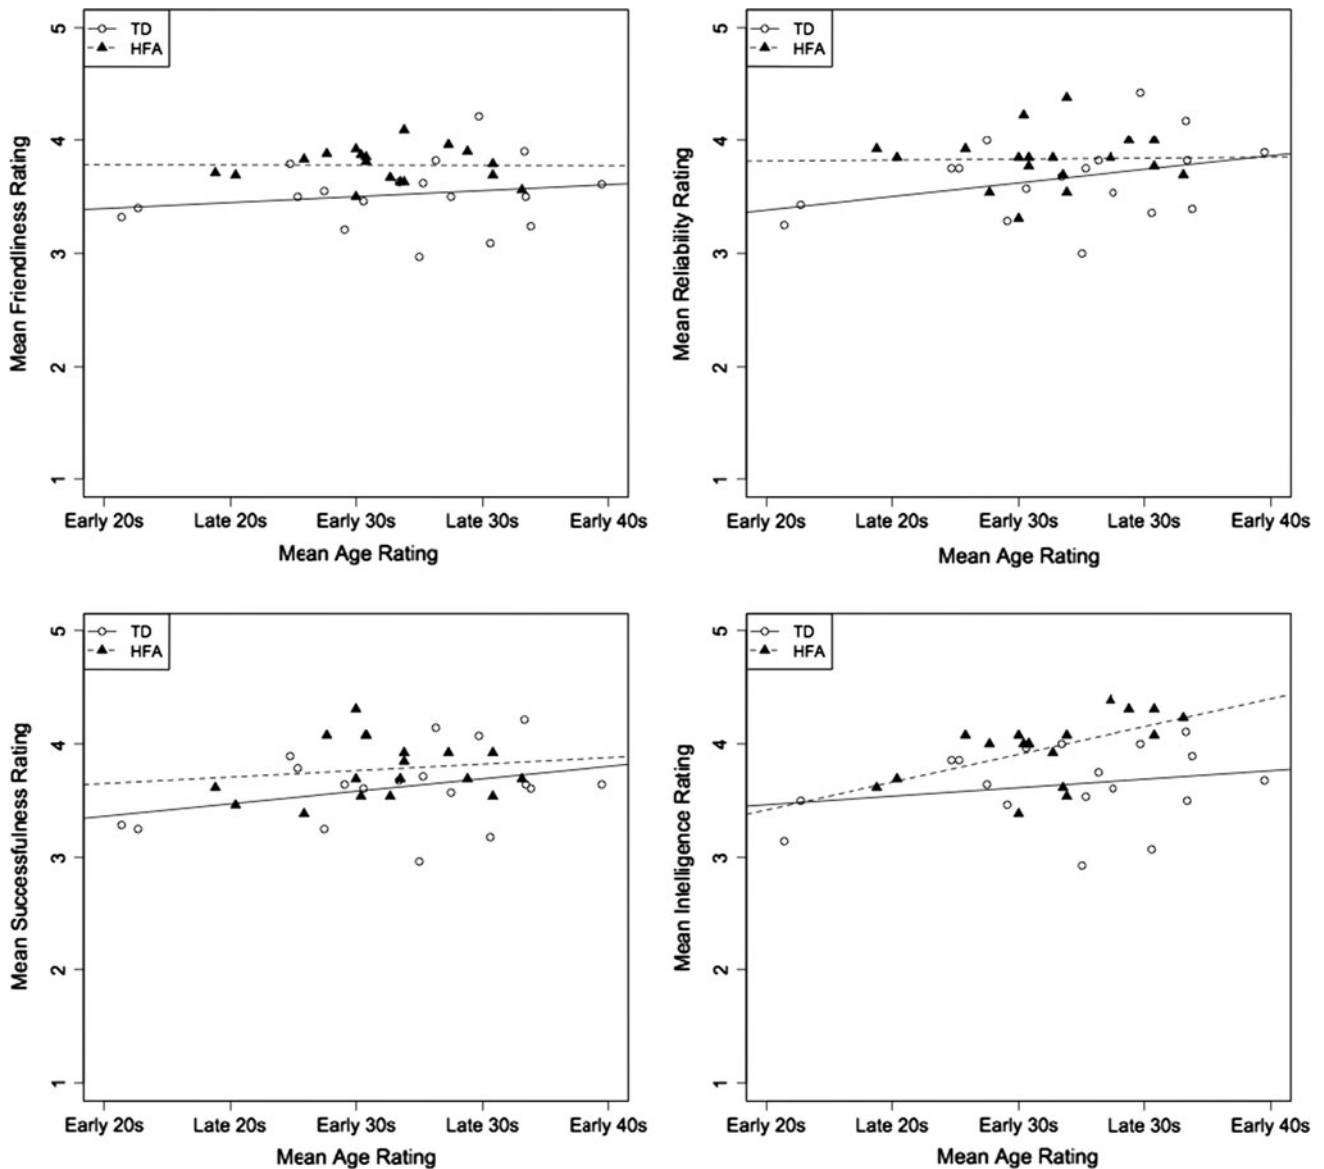 5
4
3
2
1
TD
HFA
Mean Friendliness Rating
Early 20s Late 20s Early 30s Late 30s Early 40s
Mean Age Rating
5
4
3
2
1
TD
HFA
Mean Reliability Rating
Early 20s Late 20s Early 30s Late 30s Early 40s
Mean Age Rating
5
4
3
2
1
TD
HFA
Mean Successfulness Rating
Early 20s Late 20s Early 30s Late 30s Early 40s
Mean Age Rating
5
4
3
2
1
TD
HFA
Mean Intelligence Rating
Early 20s Late 20s Early 30s Late 30s Early 40s
Mean Age Rating